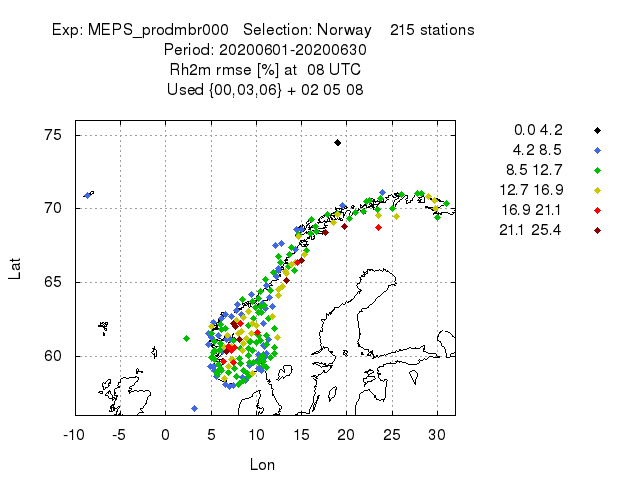 Exp: MEPS_prodmbr000 Selection: Norway 215 stations
Period: 20200601-20200630
Rh2m rmse [%] at 08 UTC
Used {00,03,06} + 02 05 08
0.0 4.2
4.2 8.5
8.5 12.7
12.7 16.9
16.9 21.1
21.1 25.4
75
70
65
60
Lat
-10 -5 0 5 10 15 20 25 30
Lon